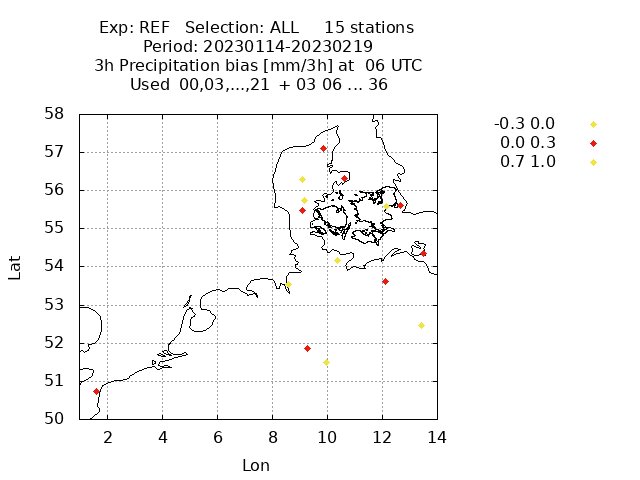 Exp: REF Selection: ALL 15 stations
Period: 20230114-20230219
3h Precipitation bias [mm/3h] at 06 UTC
Used 00,03,...,21 + 03 06 ... 36
-0.3 0.0
0.0 0.3
0.7 1.0
58
57
56
55
54
53
52
51
50
Lat
2 4 6 8 10 12 14
Lon